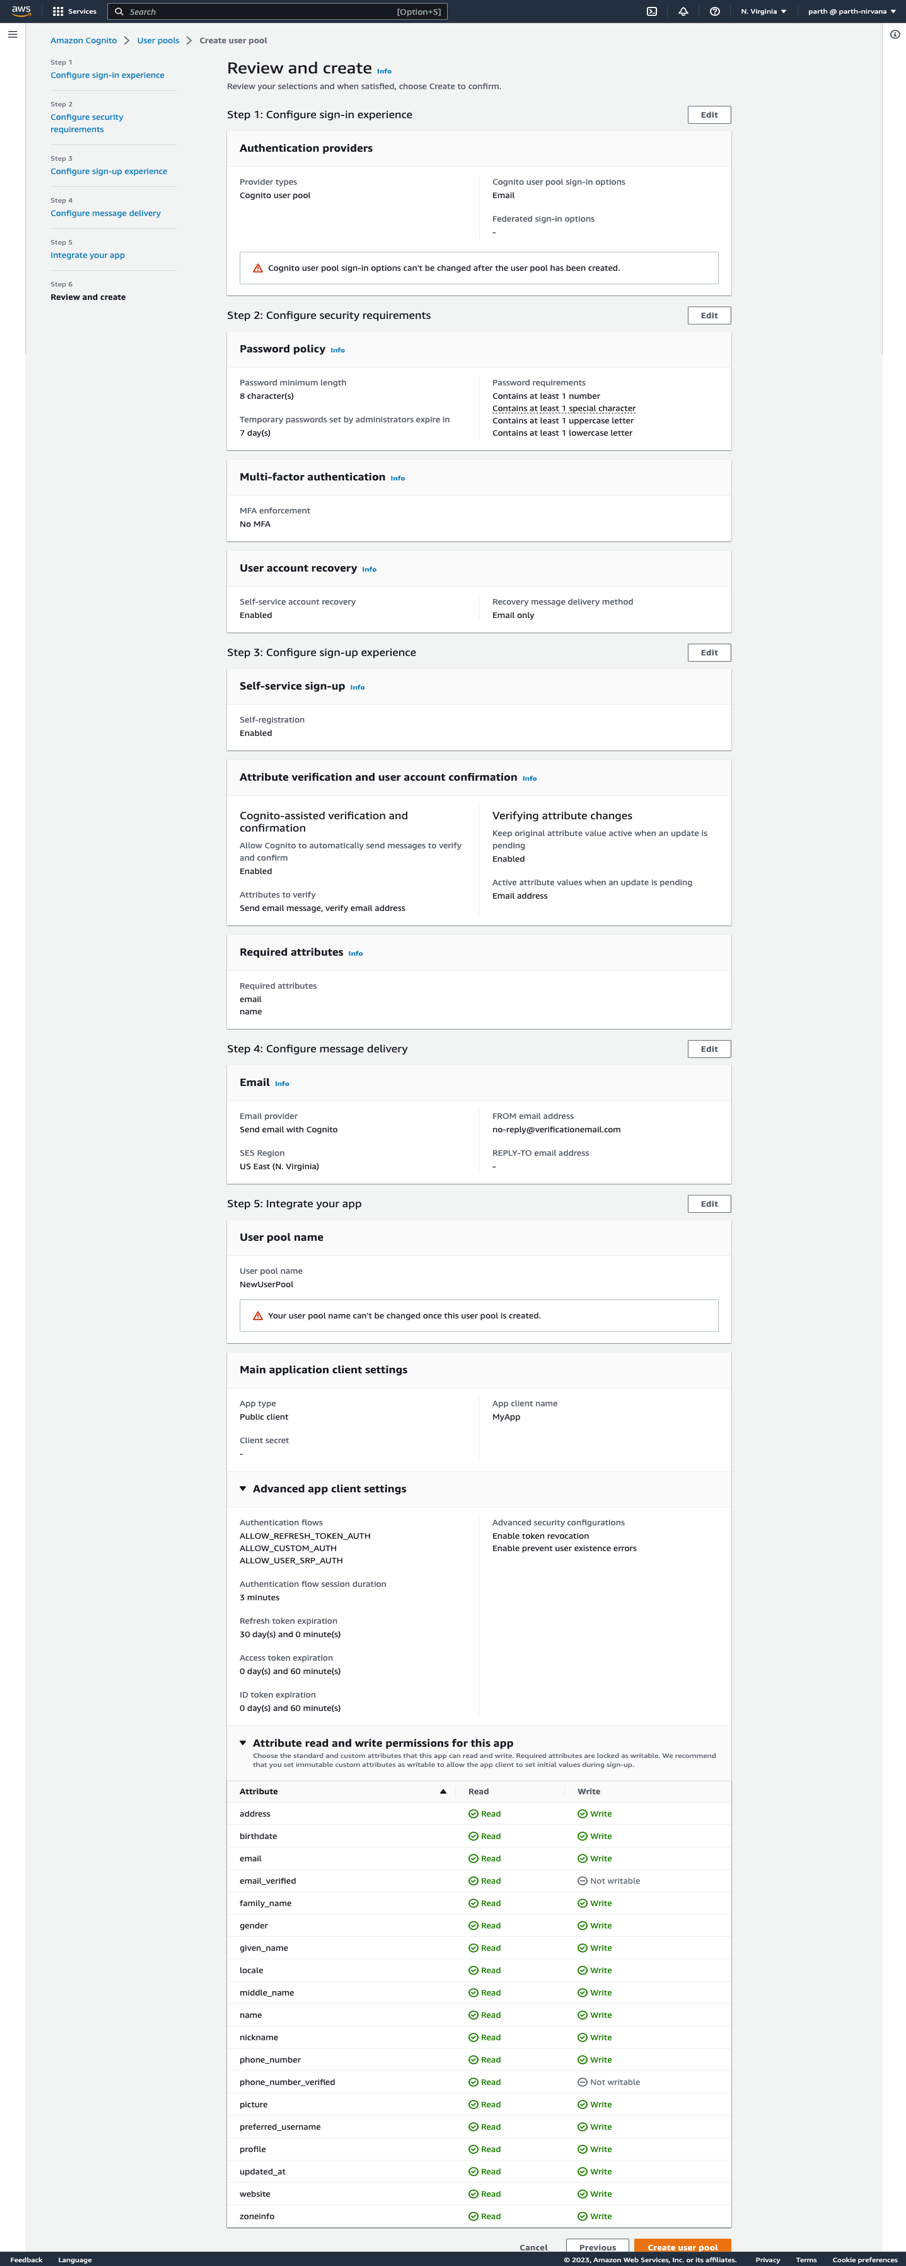 aws
Services
Search
[Option+S]
N. Virginia
parth @ parth-nirvana
Amazon Cognito
User pools
Create user pool
Step 1
Configure sign-in experience
Step 2
Configure security
requirements
Step 3
Configure sign-up experience
Step 4
Configure message delivery
Step 5
Integrate your app
Step 6
Review and create
Review and create Info
Review your selections and when satisfied, choose Create to confirm.
Step 1: Configure sign-in experience
Edit
Authentication providers
Provider types
Cognito user pool
Cognito user pool sign-in options
Email
Federated sign-in options
-
Cognito user pool sign-in options can't be changed after the user pool has been created.
Step 2: Configure security requirements
Edit
Password policy Info
Password minimum length
8 character(s)
Temporary passwords set by administrators expire in
7 day(s)
Password requirements
Contains at least 1 number
Contains at least 1 special character
Contains at least 1 uppercase letter
Contains at least 1 lowercase letter
Multi-factor authentication Info
MFA enforcement
No MFA
User account recovery Info
Self-service account recovery
Enabled
Recovery message delivery method
Email only
Step 3: Configure sign-up experience
Edit
Self-service sign-up Info
Self-registration
Enabled
Attribute verification and user account confirmation Info
Cognito-assisted verification and
confirmation
Allow Cognito to automatically send messages to verify
and confirm
Enabled
Attributes to verify
Send email message, verify email address
Verifying attribute changes
Keep original attribute value active when an update is
pending
Enabled
Active attribute values when an update is pending
Email address
Required attributes Info
Required attributes
email
name
Step 4: Configure message delivery
Edit
Email Info
Email provider
Send email with Cognito
SES Region
US East (N. Virginia)
FROM email address
no-reply@verificationemail.com
REPLY-TO email address
-
Step 5: Integrate your app
Edit
User pool name
User pool name
NewUserPool
Your user pool name can't be changed once this user pool is created.
Main application client settings
App type
Public client
Client secret
-
App client name
MyApp
Advanced app client settings
Authentication flows
ALLOW_REFRESH_TOKEN_AUTH
ALLOW_CUSTOM_AUTH
ALLOW_USER_SRP_AUTH
Authentication flow session duration
3 minutes
Refresh token expiration
30 day(s) and 0 minute(s)
Access token expiration
0 day(s) and 60 minute(s)
ID token expiration
0 day(s) and 60 minute(s)
Advanced security configurations
Enable token revocation
Enable prevent user existence errors
Attribute read and write permissions for this app
Choose the standard and custom attributes that this app can read and write. Required attributes are locked as writable. We recommend
that you set immutable custom attributes as writable to allow the app client to set initial values during sign-up.
Attribute Read Write
address Read Write
birthdate Read Write
email Read Write
email_verified Read Not writable
family_name Read Write
gender Read Write
given_name Read Write
locale Read Write
middle_name Read Write
name Read Write
nickname Read Write
phone_number Read Write
phone_number_verified Read Not writable
picture Read Write
preferred_username Read Write
profile Read Write
updated_at Read Write
website Read Write
zoneinfo Read Write
Cancel Previous Create user pool
Feedback Language © 2023, Amazon Web Services, Inc. or its affiliates. Privacy Terms Cookie preferences